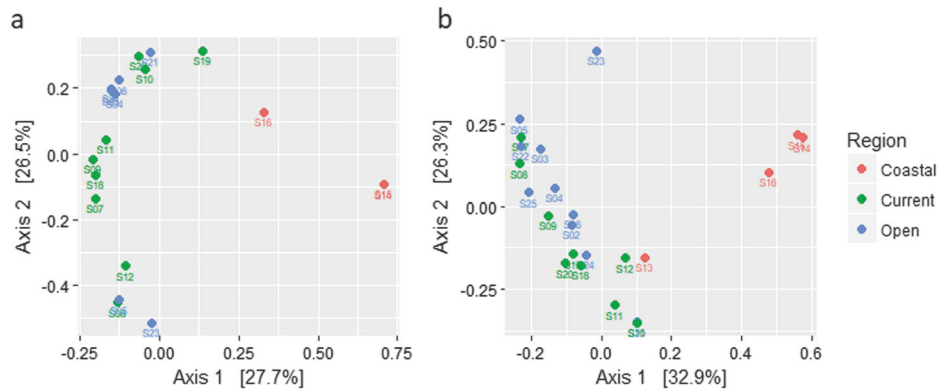 a
0.2
0.0
-0.2
-0.4
Axis 2 [26.5%]
S21
S10
S19
S16
S11
S18
S07
S12
S23
-0.25
0.00
0.25
0.50
0.75
Axis 1 [27.7%]
b
0.50
0.25
0.00
-0.25
Axis 2 [26.3%]
S23
S05
S22
S03
S08
S14
S16
S25
S04
S09
S02
S20
S18
S12
S13
S11
-0.2
0.0
0.2
0.4
0.6
Axis 1 [32.9%]
Region
Coastal
Current
Open